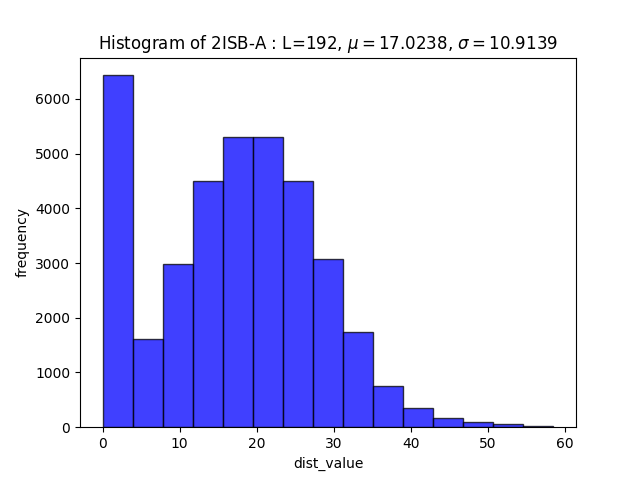 Histogram of 2ISB-A : L=192, μ = 17.0238, σ = 10.9139
frequency
6000
5000
4000
3000
2000
1000
0
0 10 20 30 40 50 60
dist_value